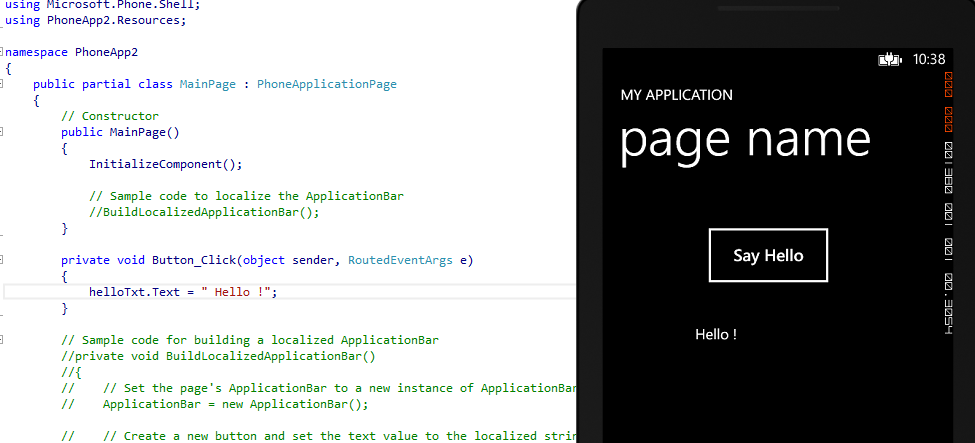 using Microsoft.Phone.Shell;
using PhoneApp2.Resources;
namespace PhoneApp2
{
public partial class MainPage : PhoneApplicationPage
{
// Constructor
public MainPage()
{
InitializeComponent();
// Sample code to localize the ApplicationBar
//BuildLocalizedApplicationBar();
}
private void Button_Click(object sender, RoutedEventArgs e)
{
helloTxt.Text = " Hello !";
}
// Sample code for building a localized ApplicationBar
//private void BuildLocalizedApplicationBar()
//{
// // Set the page's ApplicationBar to a new instance of ApplicationBar
// ApplicationBar = new ApplicationBar();
// // Create a new button and set the text value to the localized strin
10:38
MY APPLICATION
page name
Say Hello
Hello !